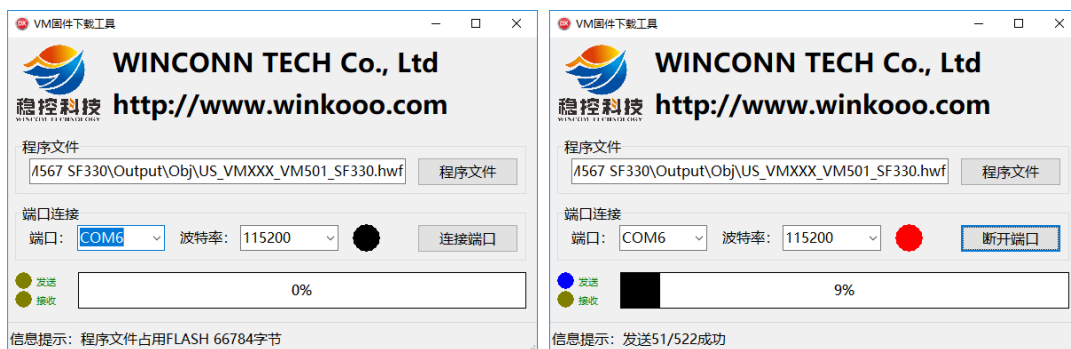 VM固件下载工具
WINCONN TECH Co., Ltd
稳控科技
WINCONN TECHNOLOGY
http://www.winkooo.com
程序文件
M567 SF330\Output\Obj\US_VMXXX_VM501_SF330.hwf
程序文件
端口连接
端口: COM6 波特率: 115200 连接端口
发送
接收
0%
信息提示: 程序文件占用FLASH 66784字节
VM固件下载工具
WINCONN TECH Co., Ltd
稳控科技
WINCONN TECHNOLOGY
http://www.winkooo.com
程序文件
M567 SF330\Output\Obj\US_VMXXX_VM501_SF330.hwf
程序文件
端口连接
端口: COM6 波特率: 115200 断开端口
发送
接收
9%
信息提示: 发送51/522成功